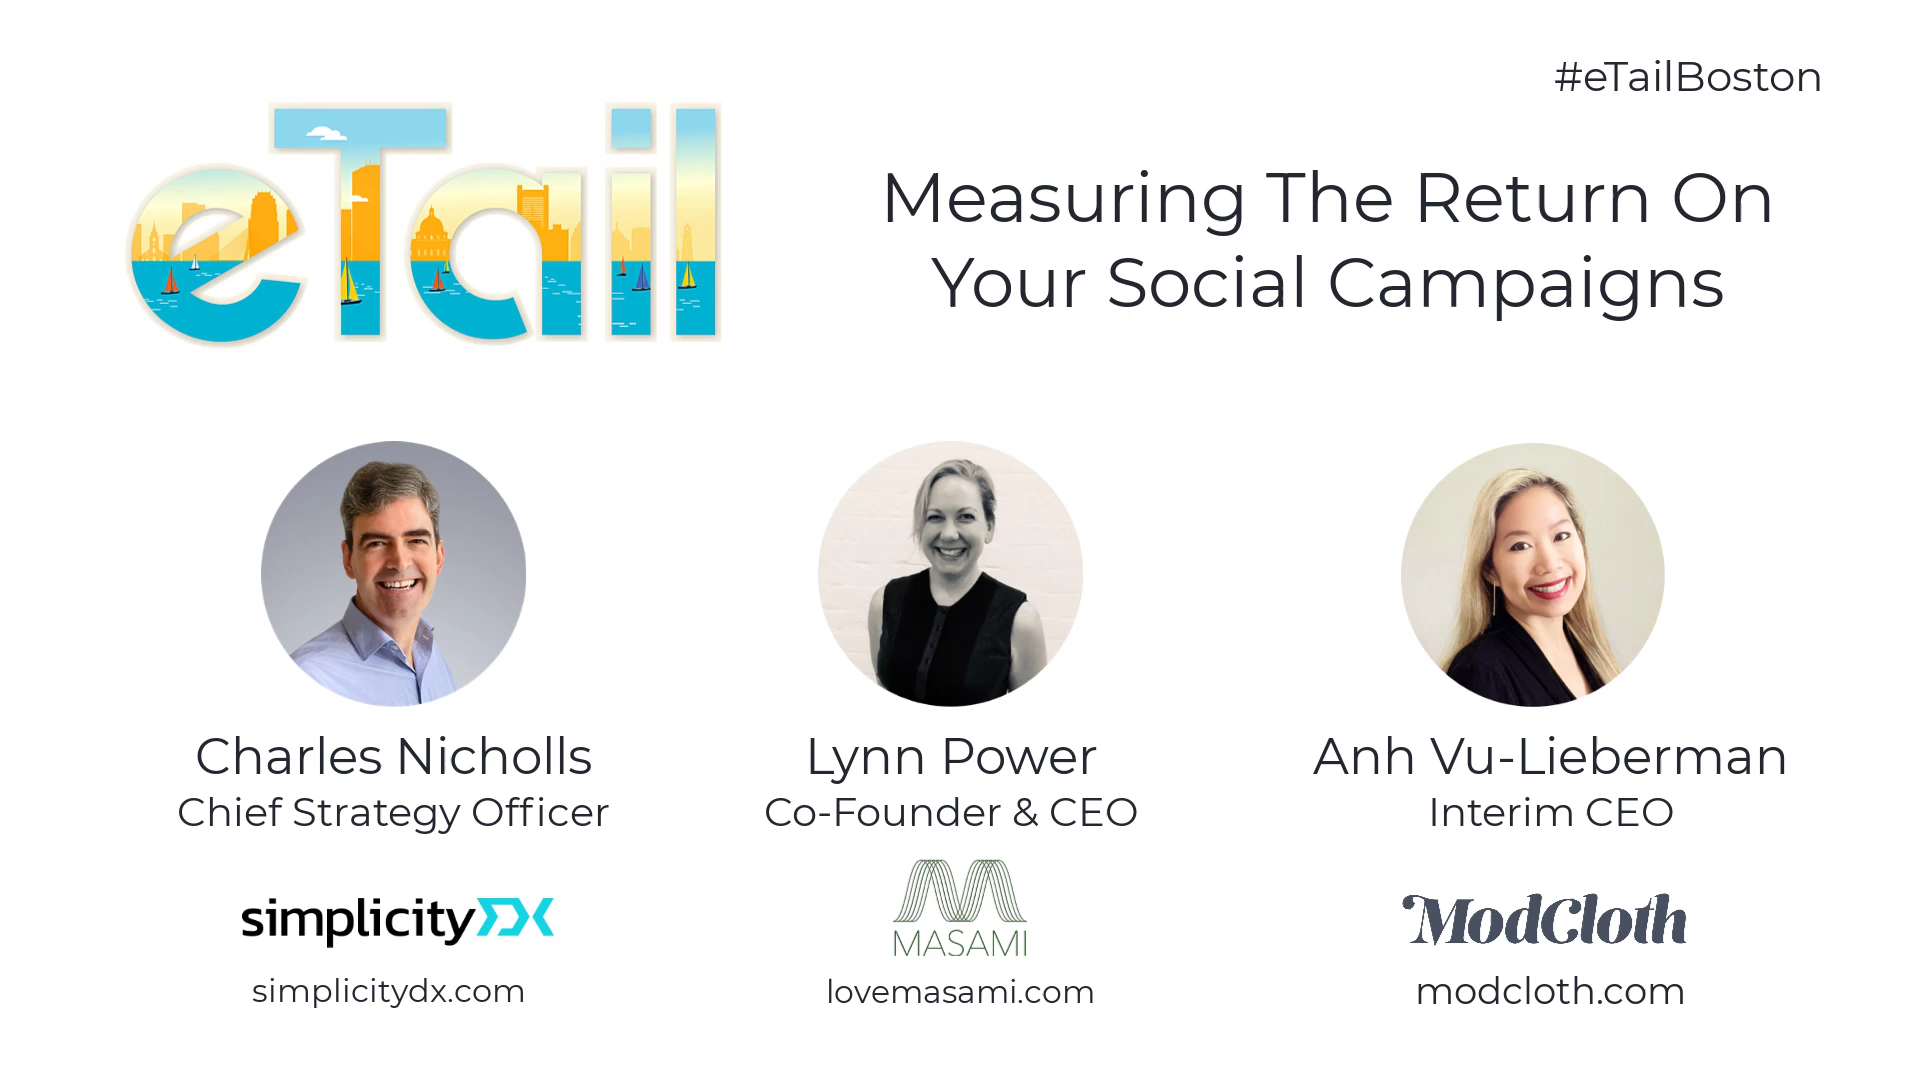 #eTailBoston
eTail
Measuring The Return On
Your Social Campaigns
Charles Nicholls
Chief Strategy Officer
simplicityDX
simplicitydx.com
Lynn Power
Co-Founder & CEO
MASAMI
lovemasami.com
Anh Vu-Lieberman
Interim CEO
ModCloth
modcloth.com